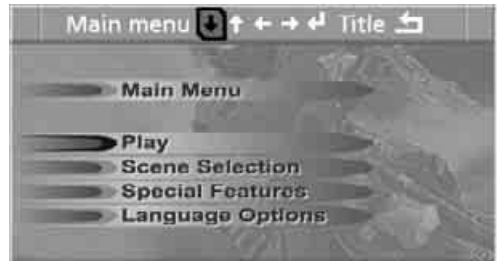 Main menu ↓ ↑ ← → ↵ Title ⮌
Main Menu
Play
Scene Selection
Special Features
Language Options